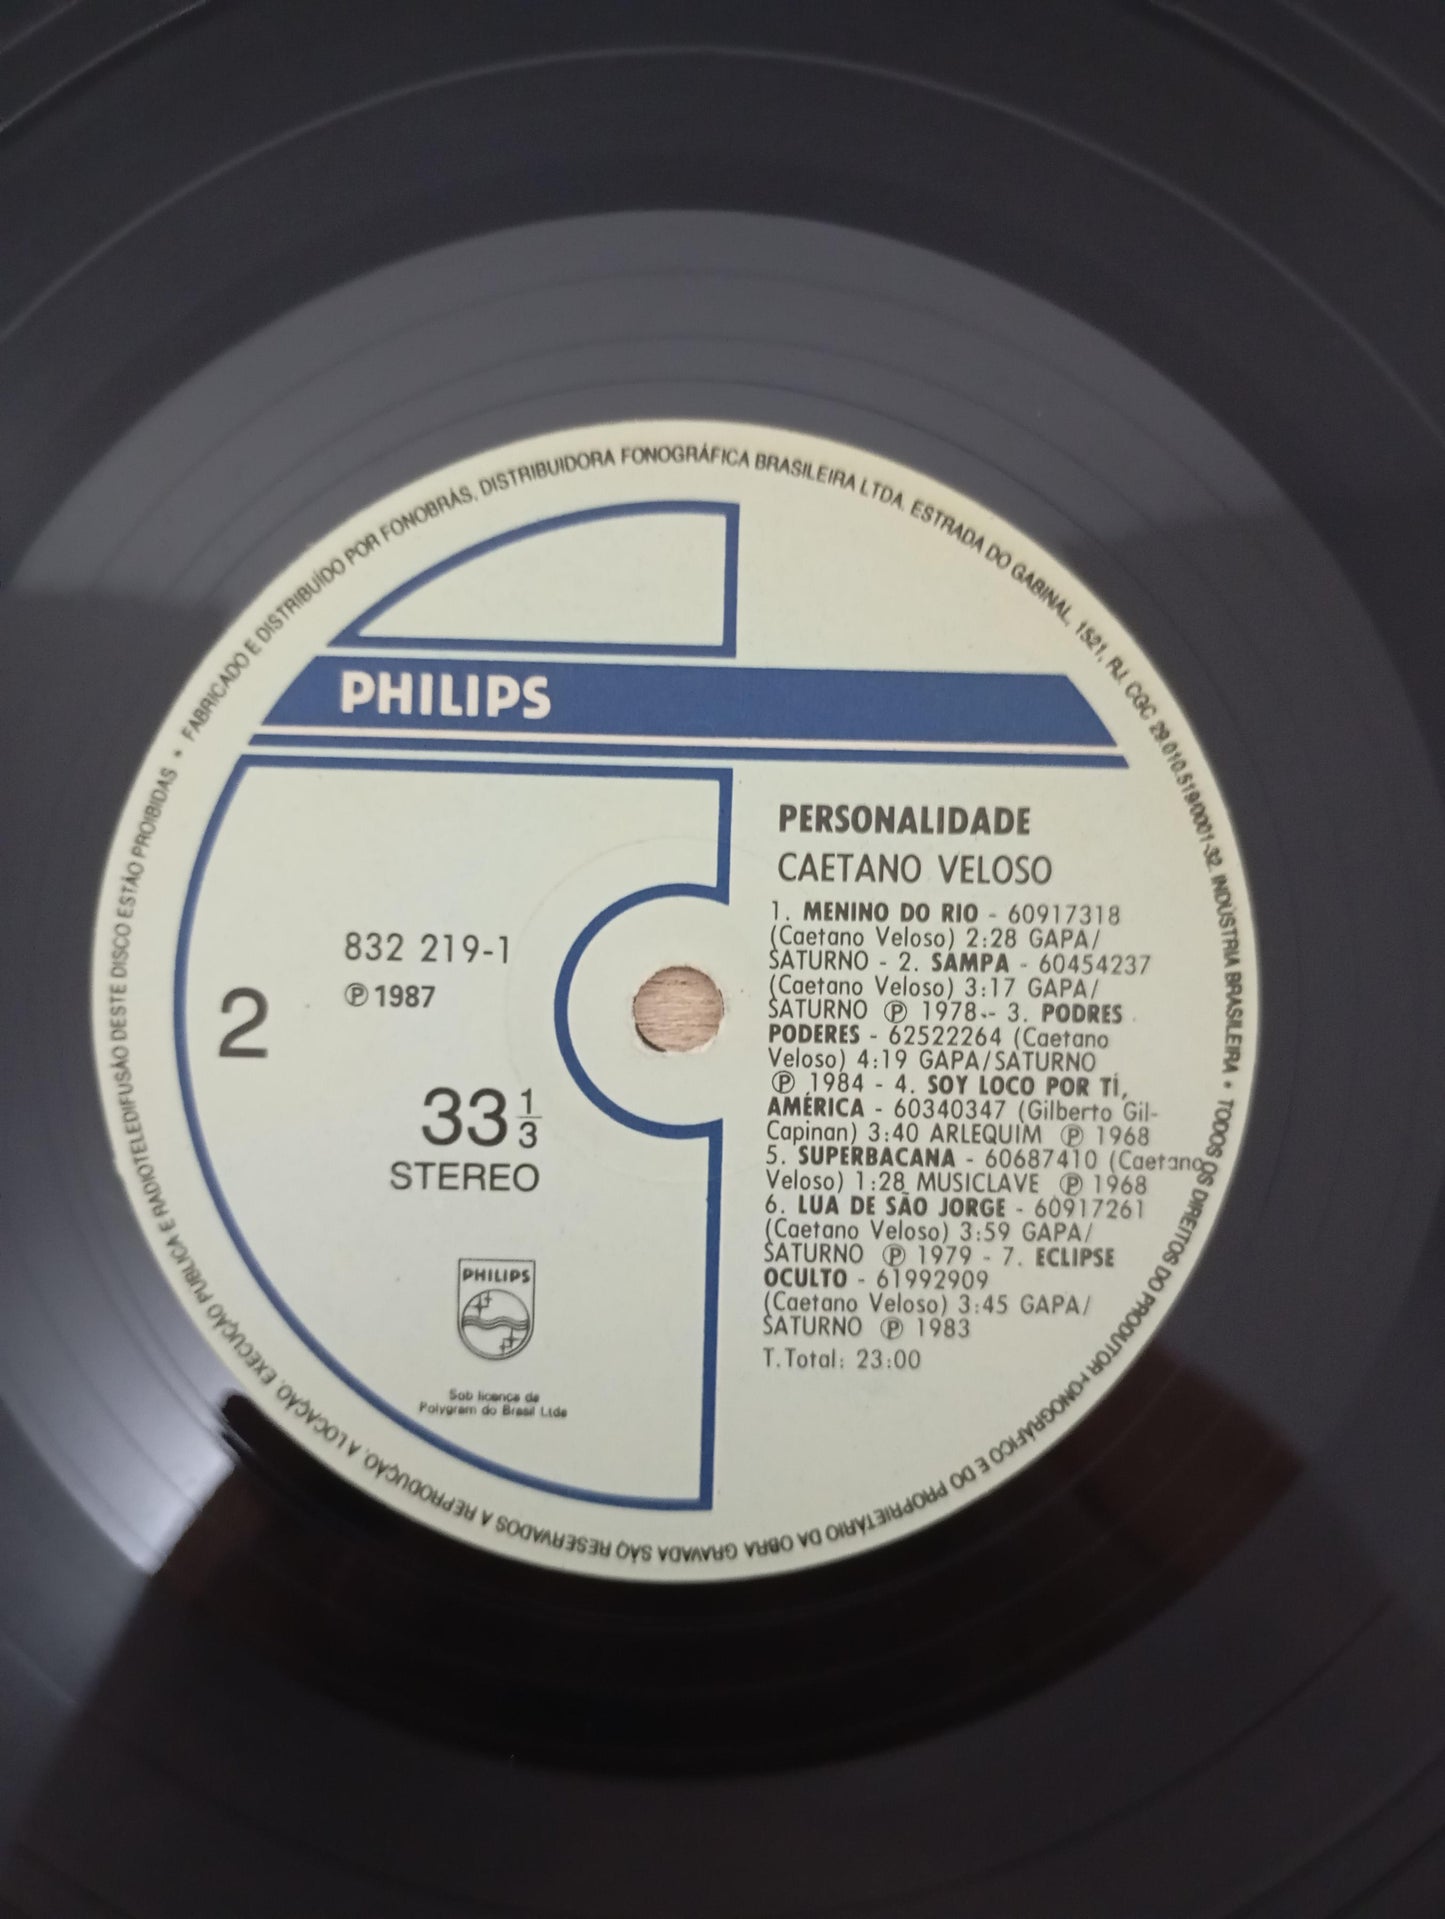 FABRICADO E DISTRIBUÍDO POR FONOBRÁS, DISTRIBUIDORA FONOGRÁFICA BRASILEIRA LTDA. ESTRADA DO GABINAL, 1521, RJ. CGC 29.010.519/0001-32. INDÚSTRIA BRASILEIRA • TODOS OS DIREITOS DO PRODUTOR FONOGRÁFICO E DO PROPRIETÁRIO DA OBRA GRAVADA SÃO RESERVADOS A REPRODUÇÃO, A LOCAÇÃO, EXECUÇÃO PÚBLICA E RADIOTELEDIFUSÃO DESTE DISCO ESTÃO PROIBIDAS •
PHILIPS
832 219-1
℗ 1987
2
33 1/3
STEREO
PHILIPS
Sob licença da
Polygram do Brasil Ltda
PERSONALIDADE
CAETANO VELOSO
1. MENINO DO RIO - 60917318
(Caetano Veloso) 2:28 GAPA/
SATURNO - 2. SAMPA - 60454237
(Caetano Veloso) 3:17 GAPA/
SATURNO ℗ 1978 - 3. PODRES
PODERES - 62522264 (Caetano
Veloso) 4:19 GAPA/SATURNO
℗ 1984 - 4. SOY LOCO POR TÍ,
AMÉRICA - 60340347 (Gilberto Gil-
Capinan) 3:40 ARLEQUIM ℗ 1968
5. SUPERBACANA - 60687410 (Caetano
Veloso) 1:28 MUSICLAVE ℗ 1968
6. LUA DE SÃO JORGE - 60917261
(Caetano Veloso) 3:59 GAPA/
SATURNO ℗ 1979 - 7. ECLIPSE
OCULTO - 61992909
(Caetano Veloso) 3:45 GAPA/
SATURNO ℗ 1983
T.Total: 23:00